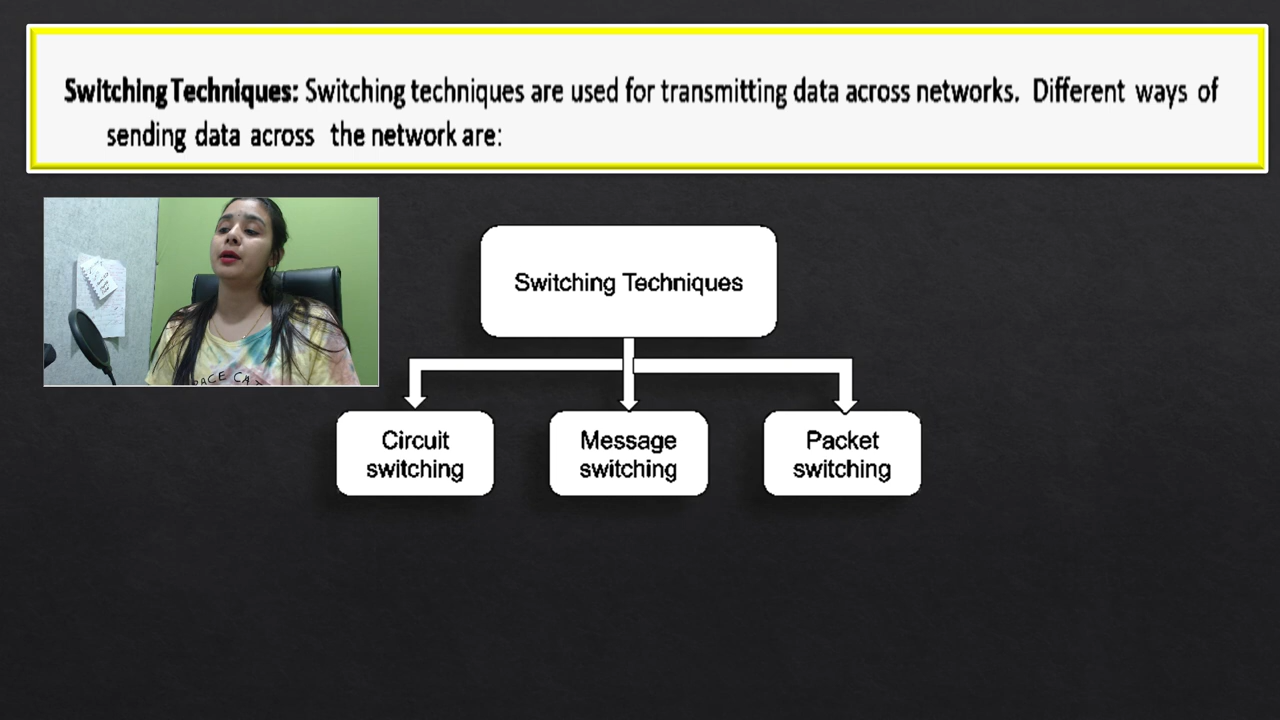 Switching Techniques: Switching techniques are used for transmitting data across networks. Different ways of
sending data across the network are:
Switching Techniques
Circuit
switching
Message
switching
Packet
switching